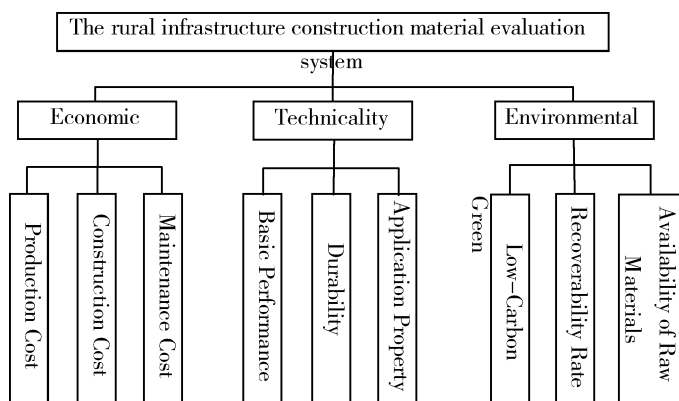 The rural infrastructure construction material evaluation
system
Economic
Technicality
Environmental
Production Cost
Construction Cost
Maintenance Cost
Basic Performance
Durability
Application Property
Low-Carbon
Green
Recoverability Rate
Availability of Raw
Materials